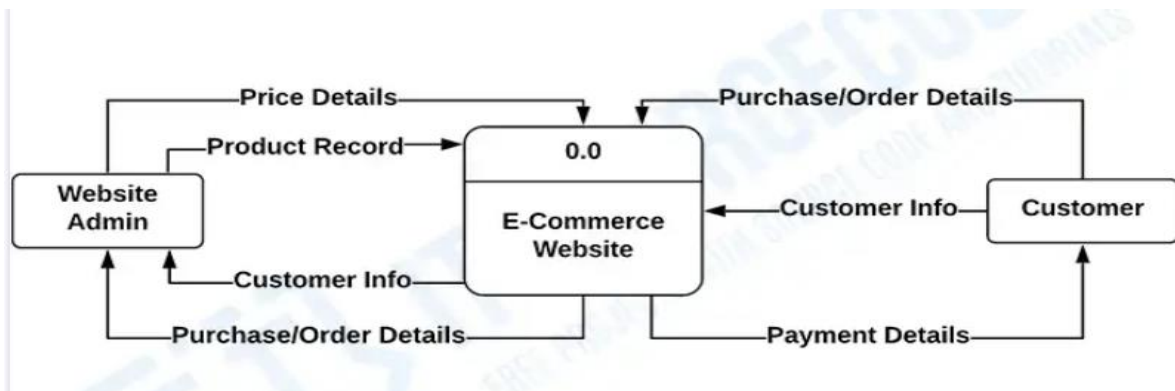 Price Details
Purchase/Order Details
Product Record
0.0
Website
Admin
E-Commerce
Website
Customer Info
Customer
Customer Info
Purchase/Order Details
Payment Details